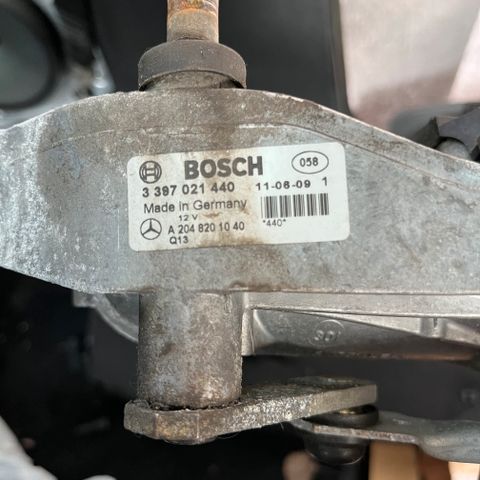 BOSCH 058
3 397 021 440 11-06-09 1
Made in Germany
12 V *440*
A 204 820 10 40
Q13